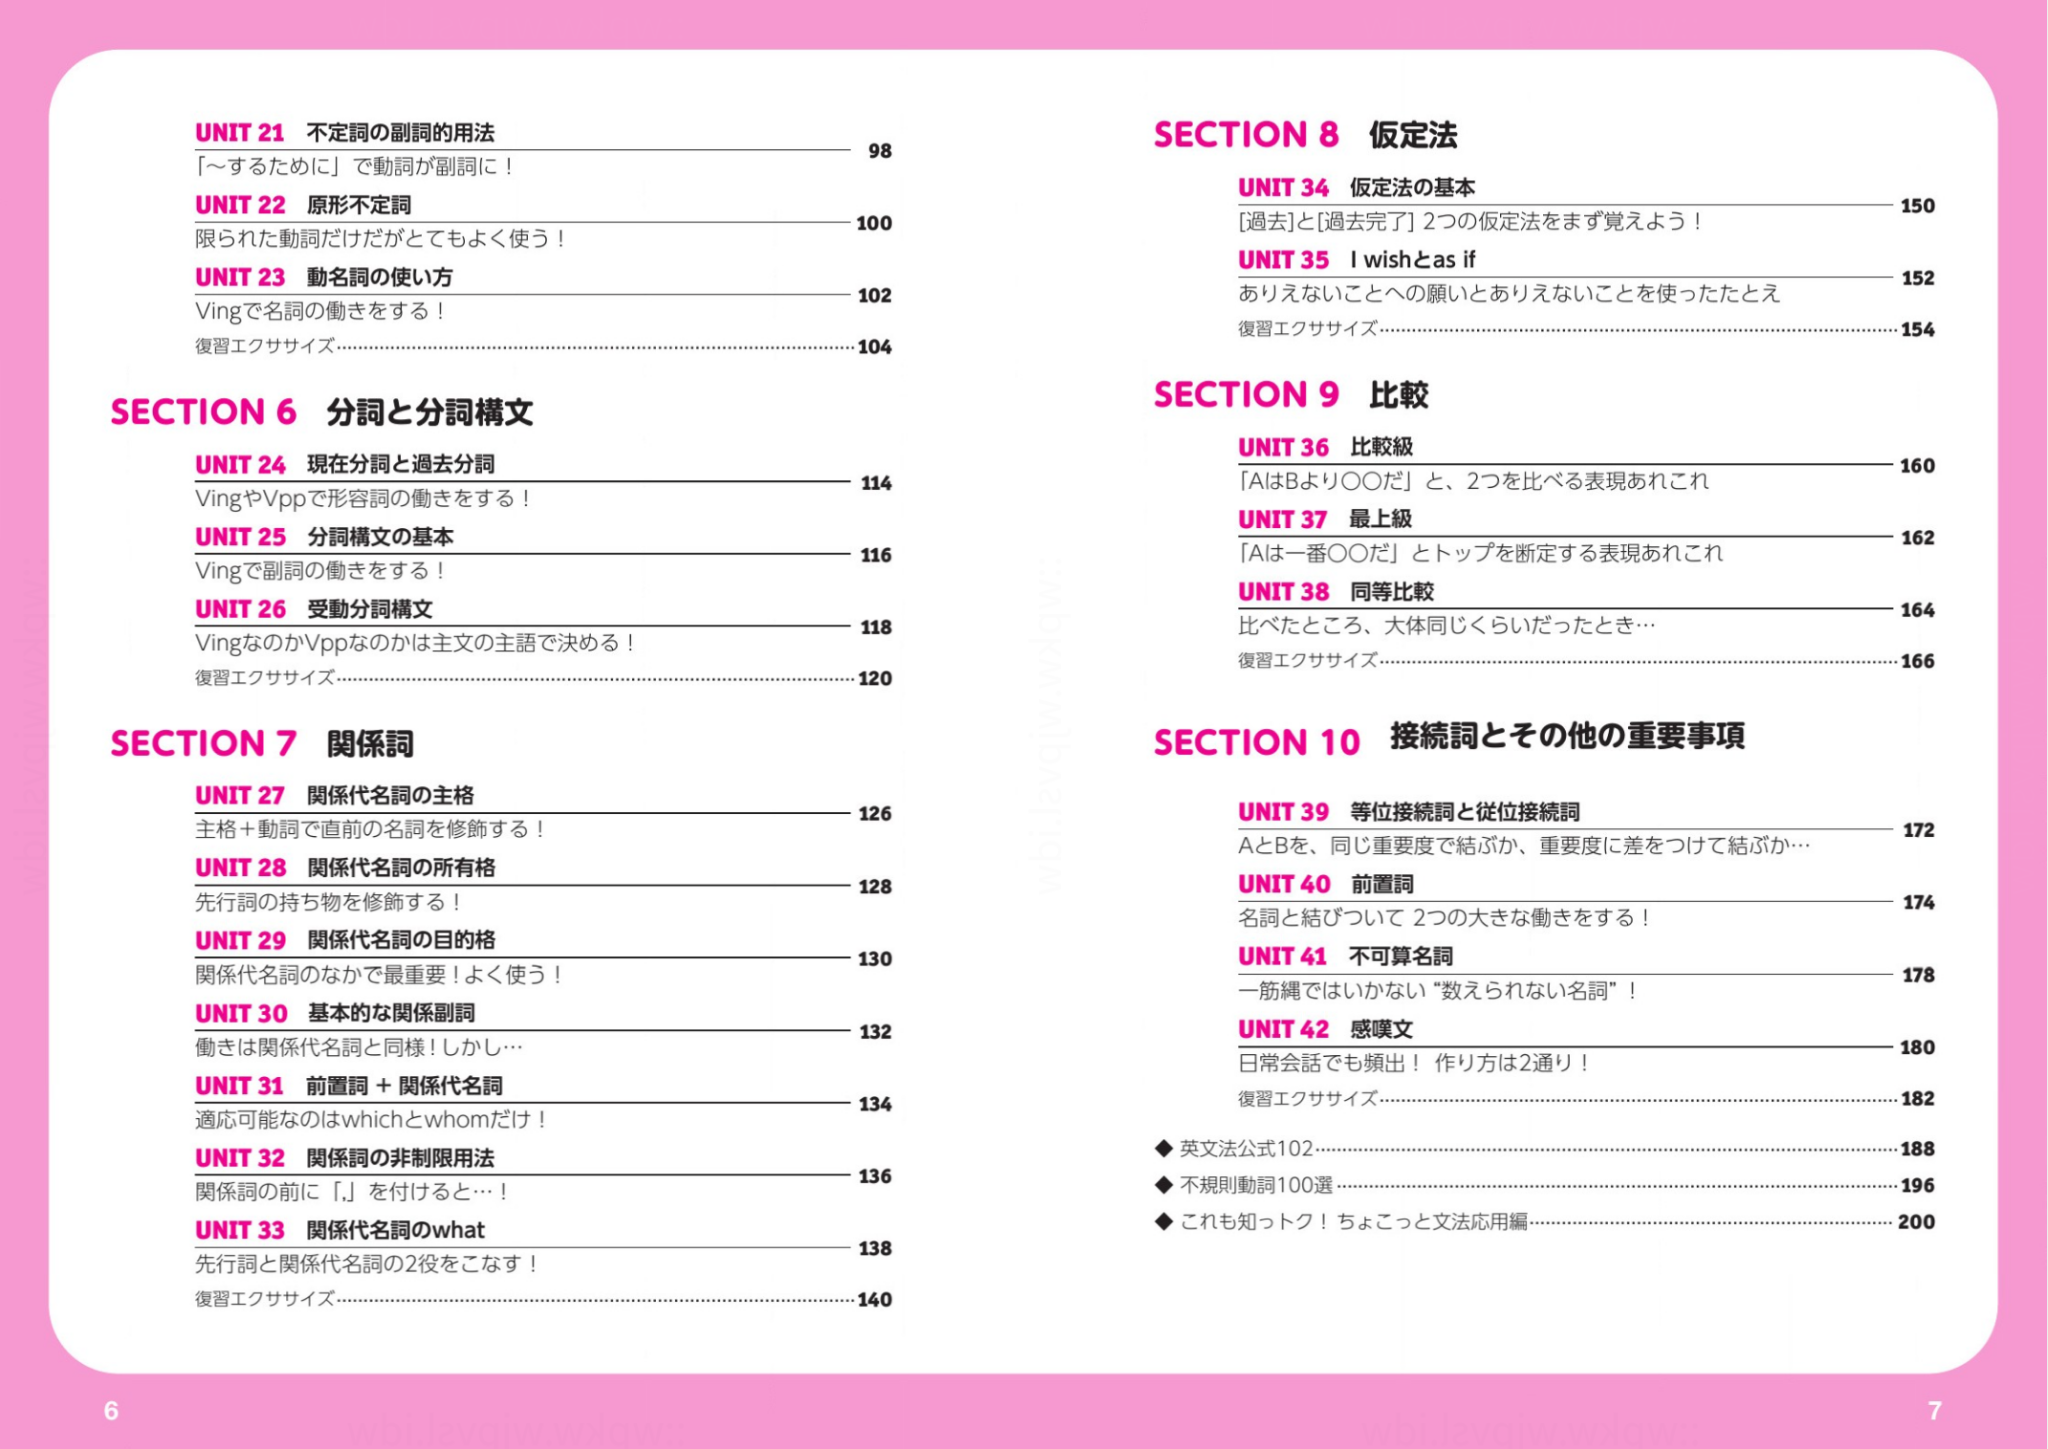 UNIT 21 不定詞の副詞的用法
98
「〜するために」で動詞が副詞に！
UNIT 22 原形不定詞
100
限られた動詞だけだがとてもよく使う！
UNIT 23 動名詞の使い方
102
Vingで名詞の働きをする！
復習エクササイズ 104
SECTION 6 分詞と分詞構文
UNIT 24 現在分詞と過去分詞
114
VingやVppで形容詞の働きをする！
UNIT 25 分詞構文の基本
116
Vingで副詞の働きをする！
UNIT 26 受動分詞構文
118
VingなのかVppなのかは主文の主語で決める！
復習エクササイズ 120
SECTION 7 関係詞
UNIT 27 関係代名詞の主格
126
主格＋動詞で直前の名詞を修飾する！
UNIT 28 関係代名詞の所有格
128
先行詞の持ち物を修飾する！
UNIT 29 関係代名詞の目的格
130
関係代名詞のなかで最重要！よく使う！
UNIT 30 基本的な関係副詞
132
働きは関係代名詞と同様！しかし…
UNIT 31 前置詞 + 関係代名詞
134
適応可能なのはwhichとwhomだけ！
UNIT 32 関係詞の非制限用法
136
関係詞の前に「,」を付けると…！
UNIT 33 関係代名詞のwhat
138
先行詞と関係代名詞の2役をこなす！
復習エクササイズ 140
6
SECTION 8 仮定法
UNIT 34 仮定法の基本
150
[過去]と[過去完了] 2つの仮定法をまず覚えよう！
UNIT 35 I wishとas if
152
ありえないことへの願いとありえないことを使ったたとえ
復習エクササイズ 154
SECTION 9 比較
UNIT 36 比較級
160
「AはBより〇〇だ」と、2つを比べる表現あれこれ
UNIT 37 最上級
162
「Aは一番〇〇だ」とトップを断定する表現あれこれ
UNIT 38 同等比較
164
比べたところ、大体同じくらいだったとき…
復習エクササイズ 166
SECTION 10 接続詞とその他の重要事項
UNIT 39 等位接続詞と従位接続詞
172
AとBを、同じ重要度で結ぶか、重要度に差をつけて結ぶか…
UNIT 40 前置詞
174
名詞と結びついて 2つの大きな働きをする！
UNIT 41 不可算名詞
178
一筋縄ではいかない “数えられない名詞”！
UNIT 42 感嘆文
180
日常会話でも頻出！ 作り方は2通り！
復習エクササイズ 182
◆ 英文法公式102 188
◆ 不規則動詞100選 196
◆ これも知っトク！ちょこっと文法応用編 200
7